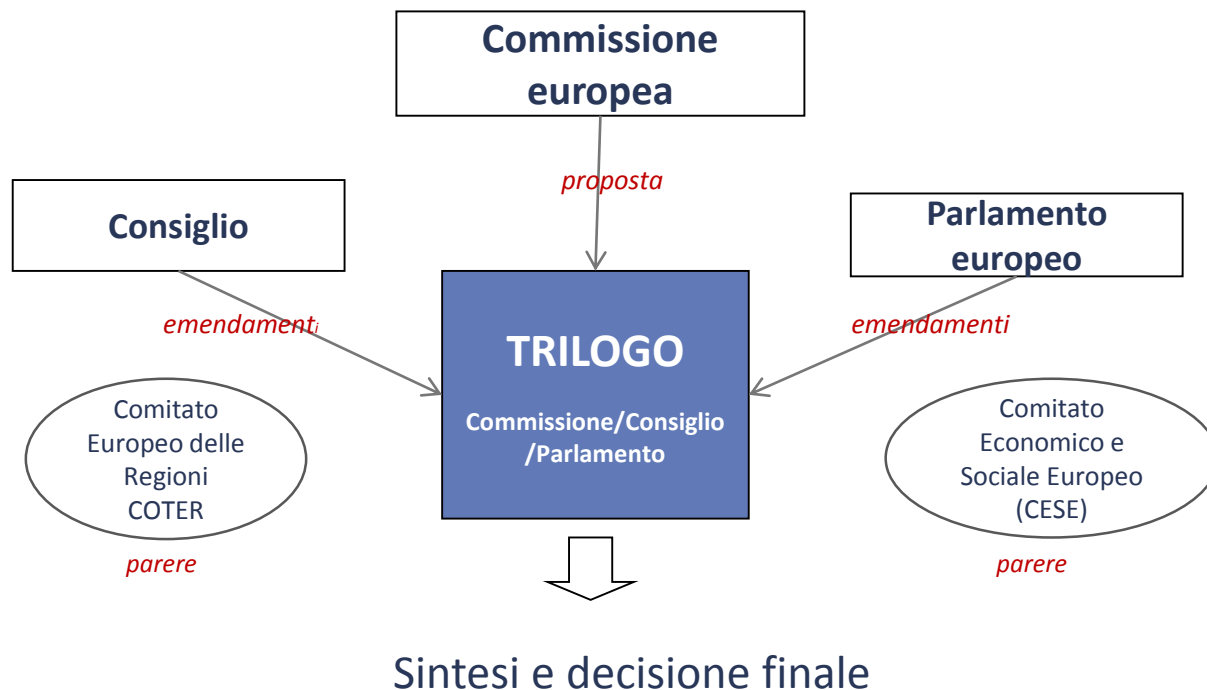 Commissione
europea
proposta
Consiglio
Parlamento
europeo
emendamenti
emendamenti
TRILOGO
Commissione/Consiglio
/Parlamento
Comitato
Europeo delle
Regioni
COTER
parere
Comitato
Economico e
Sociale Europeo
(CESE)
parere
Sintesi e decisione finale